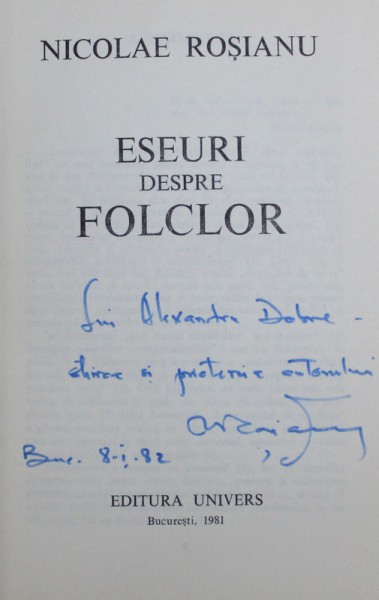 NICOLAE ROȘIANU
ESEURI
DESPRE
FOLCLOR
Lui Alexandru Dobre –
stima și prietenia autorului
Buc. 8-I-82
EDITURA UNIVERS
București, 1981